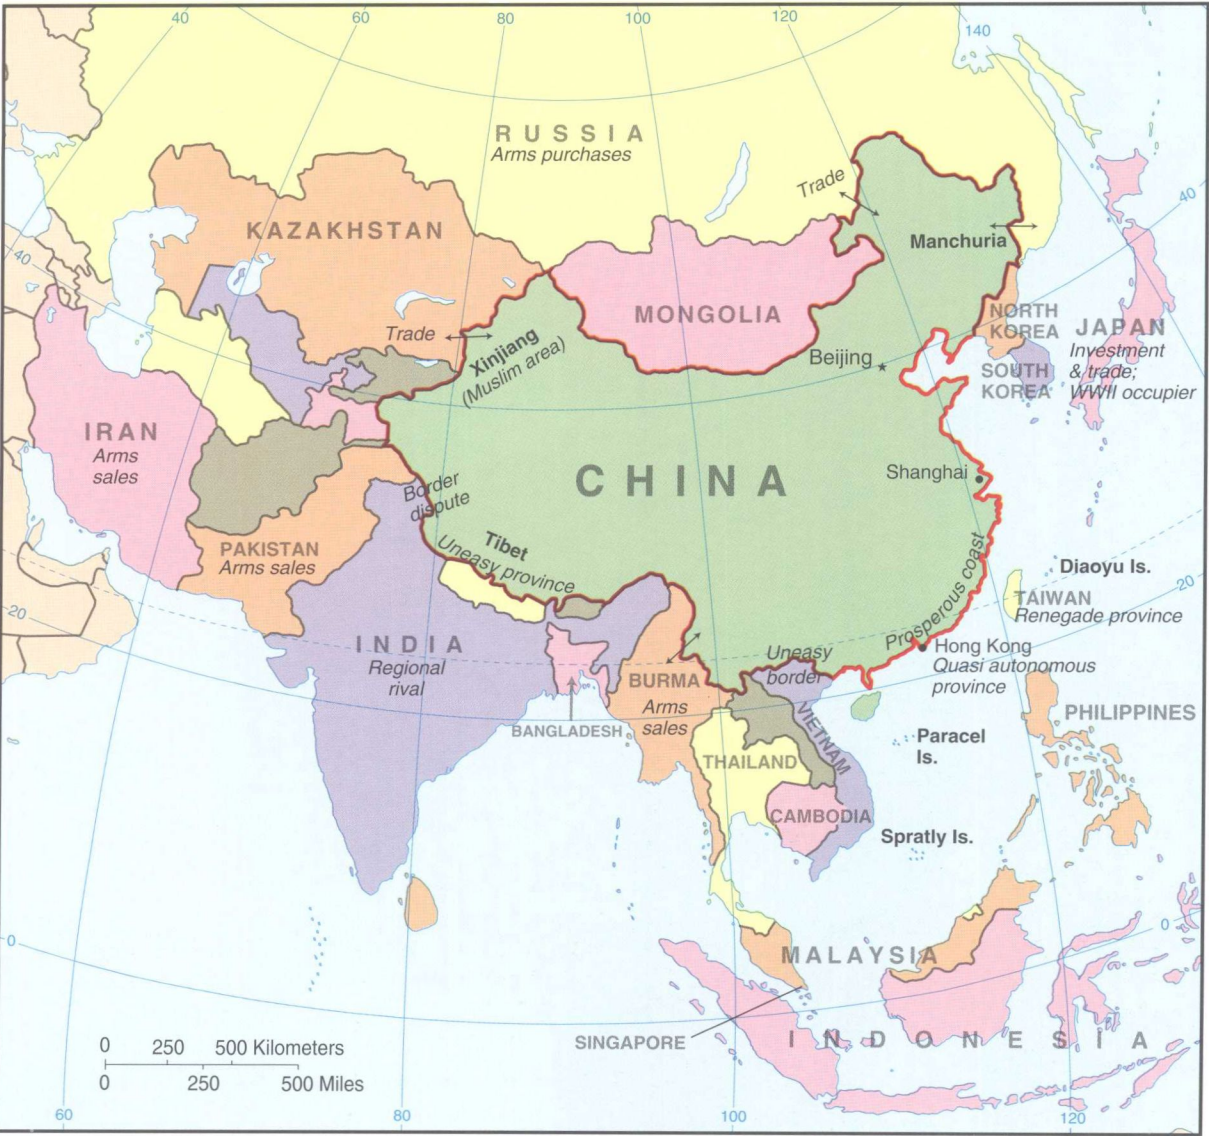 40
60
80
100
120
140
RUSSIA
Arms purchases
Trade
40
KAZAKHSTAN
Manchuria
40
MONGOLIA
NORTH
KOREA
JAPAN
Investment
& trade;
WWII occupier
Trade
Xinjiang
(Muslim area)
Beijing
SOUTH
KOREA
IRAN
Arms
sales
CHINA
Shanghai
Border
dispute
PAKISTAN
Arms sales
Tibet
Uneasy province
Prosperous coast
Diaoyu Is.
20
TAIWAN
Renegade province
20
INDIA
Regional
rival
Uneasy
border
Hong Kong
Quasi autonomous
province
BURMA
Arms
sales
BANGLADESH
VIETNAM
PHILIPPINES
Paracel
Is.
THAILAND
CAMBODIA
Spratly Is.
0
0
MALAYSIA
SINGAPORE
INDONESIA
0 250 500 Kilometers
0 250 500 Miles
60
80
100
120